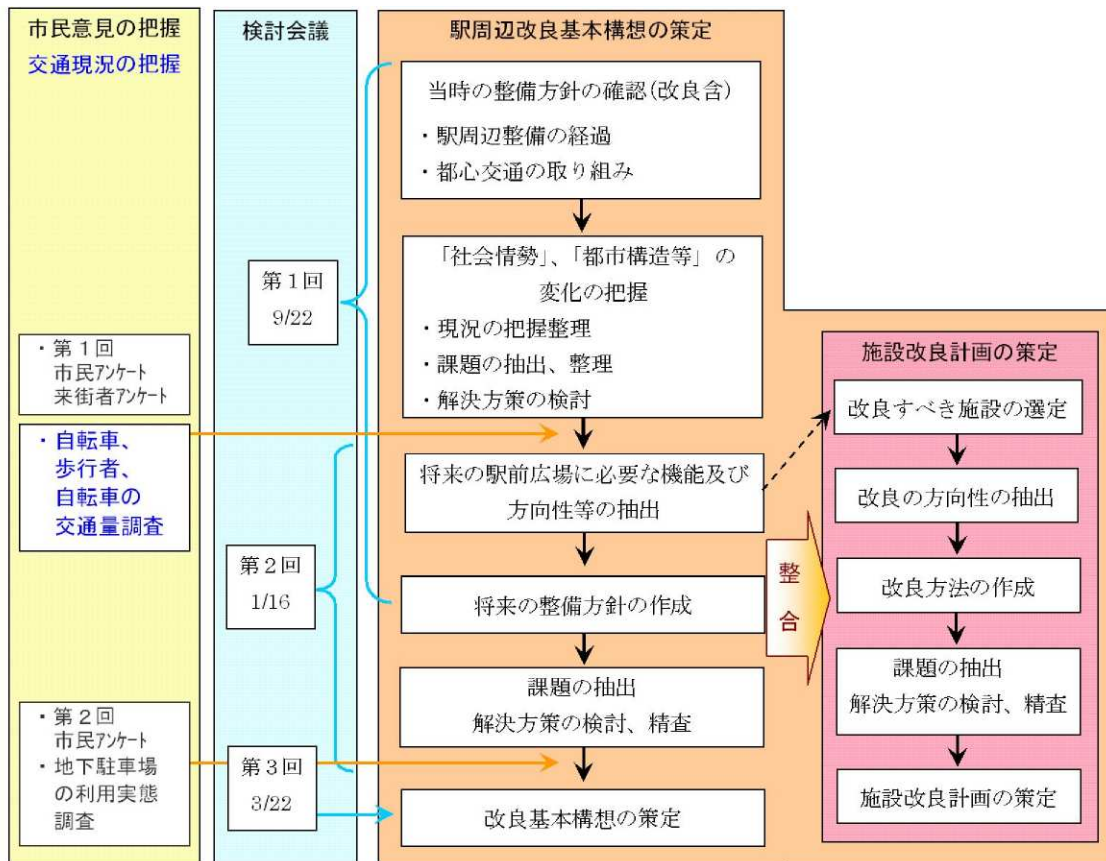 市民意見の把握
交通現況の把握
・第1回
市民アンケート
来街者アンケート
・自転車、
歩行者、
自転車の
交通量調査
・第2回
市民アンケート
・地下駐車場
の利用実態
調査
検討会議
第1回
9/22
第2回
1/16
第3回
3/22
駅周辺改良基本構想の策定
当時の整備方針の確認(改良含)
・駅周辺整備の経過
・都心交通の取り組み
「社会情勢」、「都市構造等」の
変化の把握
・現況の把握整理
・課題の抽出、整理
・解決方策の検討
将来の駅前広場に必要な機能及び
方向性等の抽出
将来の整備方針の作成
課題の抽出
解決方策の検討、精査
改良基本構想の策定
整
合
施設改良計画の策定
改良すべき施設の選定
改良の方向性の抽出
改良方法の作成
課題の抽出
解決方策の検討、精査
施設改良計画の策定